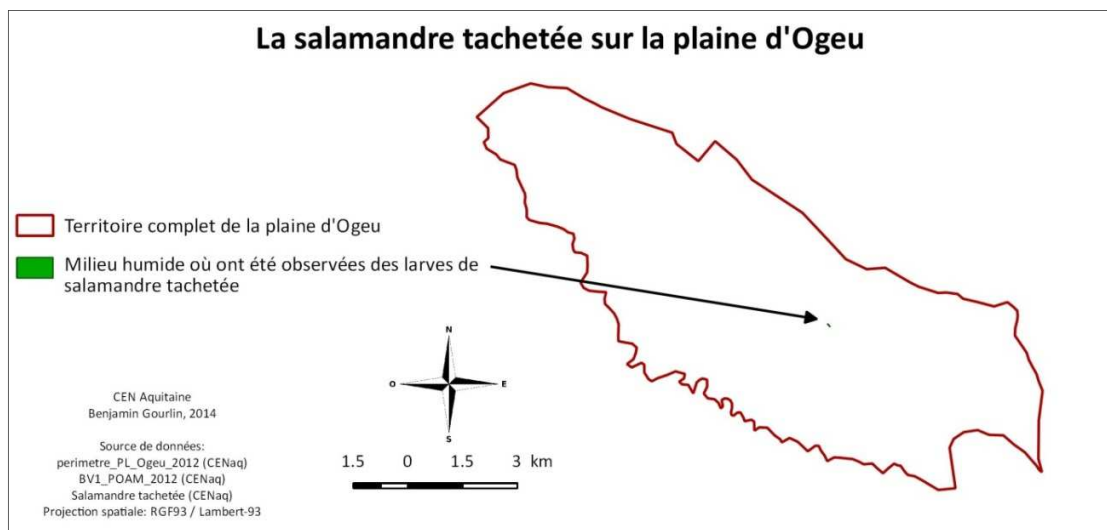 La salamandre tachetée sur la plaine d'Ogeu
Territoire complet de la plaine d'Ogeu
Milieu humide où ont été observées des larves de
salamandre tachetée
N
O
E
S
CEN Aquitaine
Benjamin Gourlin, 2014
Source de données:
perimetre_PL_Ogeu_2012 (CENaq)
BV1_POAM_2012 (CENaq)
Salamandre tachetée (CENaq)
Projection spatiale: RGF93 / Lambert-93
1.5 0 1.5 3 km